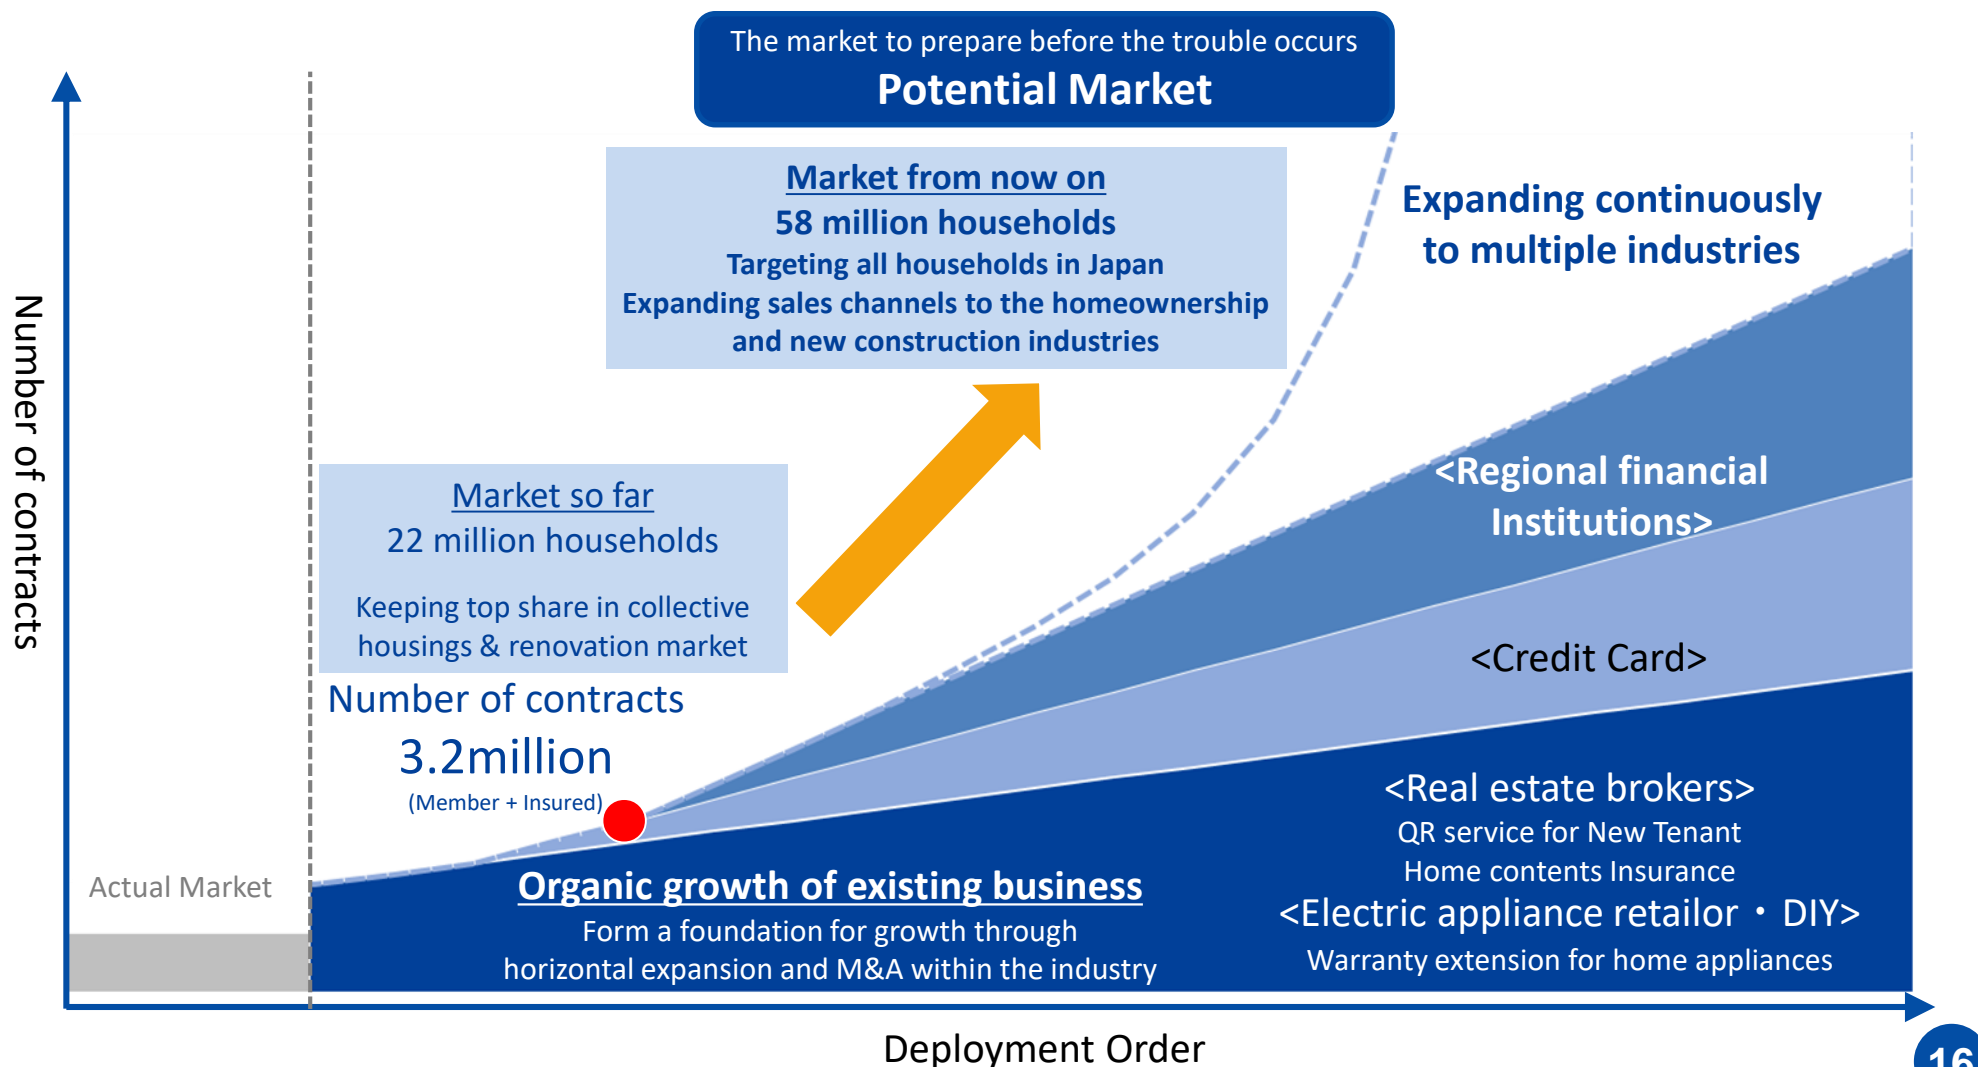 The market to prepare before the trouble occurs
Potential Market
Market from now on
58 million households
Targeting all households in Japan
Expanding sales channels to the homeownership
and new construction industries
Expanding continuously
to multiple industries
Number of contracts
Market so far
22 million households
Keeping top share in collective
housings & renovation market
<Regional financial
Institutions>
<Credit Card>
Number of contracts
3.2million
(Member + Insured)
Actual Market
Organic growth of existing business
Form a foundation for growth through
horizontal expansion and M&A within the industry
<Real estate brokers>
QR service for New Tenant
Home contents Insurance
<Electric appliance retailor・DIY>
Warranty extension for home appliances
Deployment Order
16